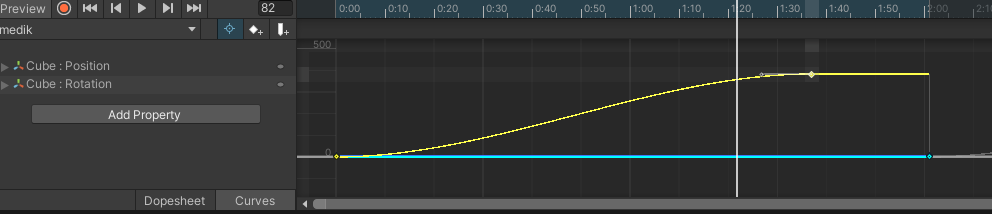 Preview 82
0:00 0:10 0:20 0:30 0:40 0:50 1:00 1:10 1:20 1:30 1:40 1:50 2:00 2:10
medik
500
Cube : Position
Cube : Rotation
Add Property
0
Dopesheet Curves